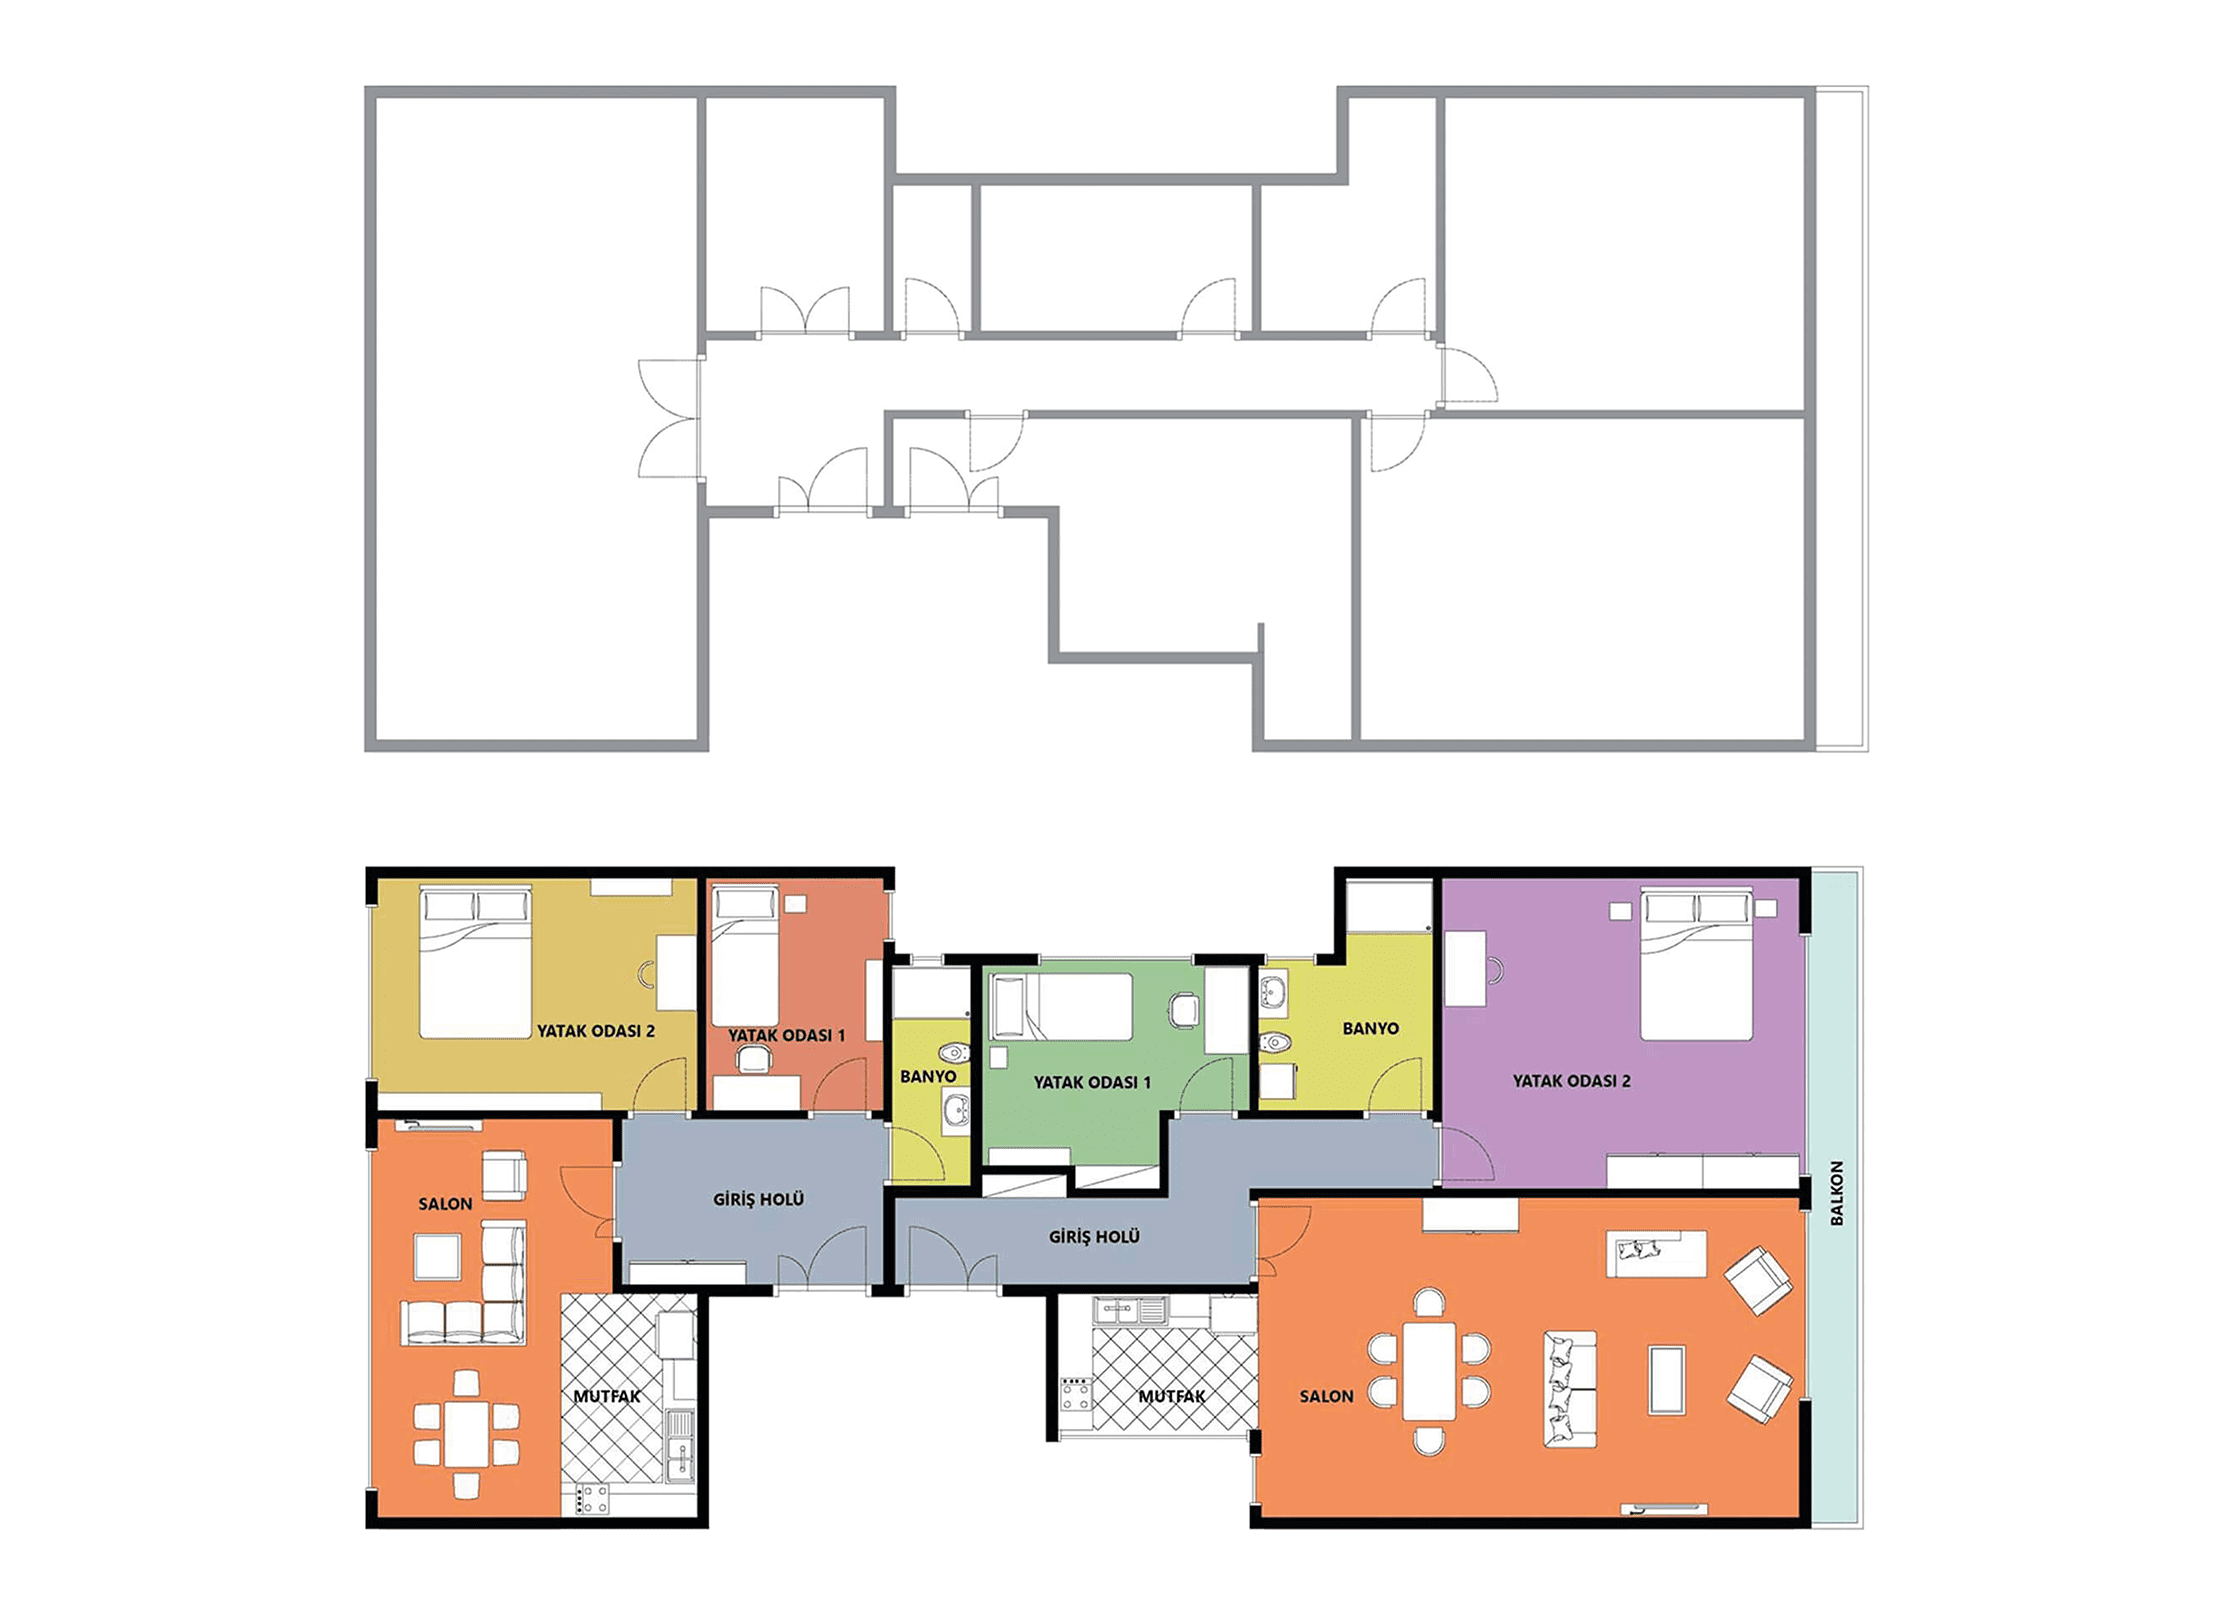 YATAK ODASI 2
YATAK ODASI 1
BANYO
YATAK ODASI 1
BANYO
YATAK ODASI 2
SALON
GİRİŞ HOLÜ
GİRİŞ HOLÜ
BALKON
MUTFAK
MUTFAK
SALON